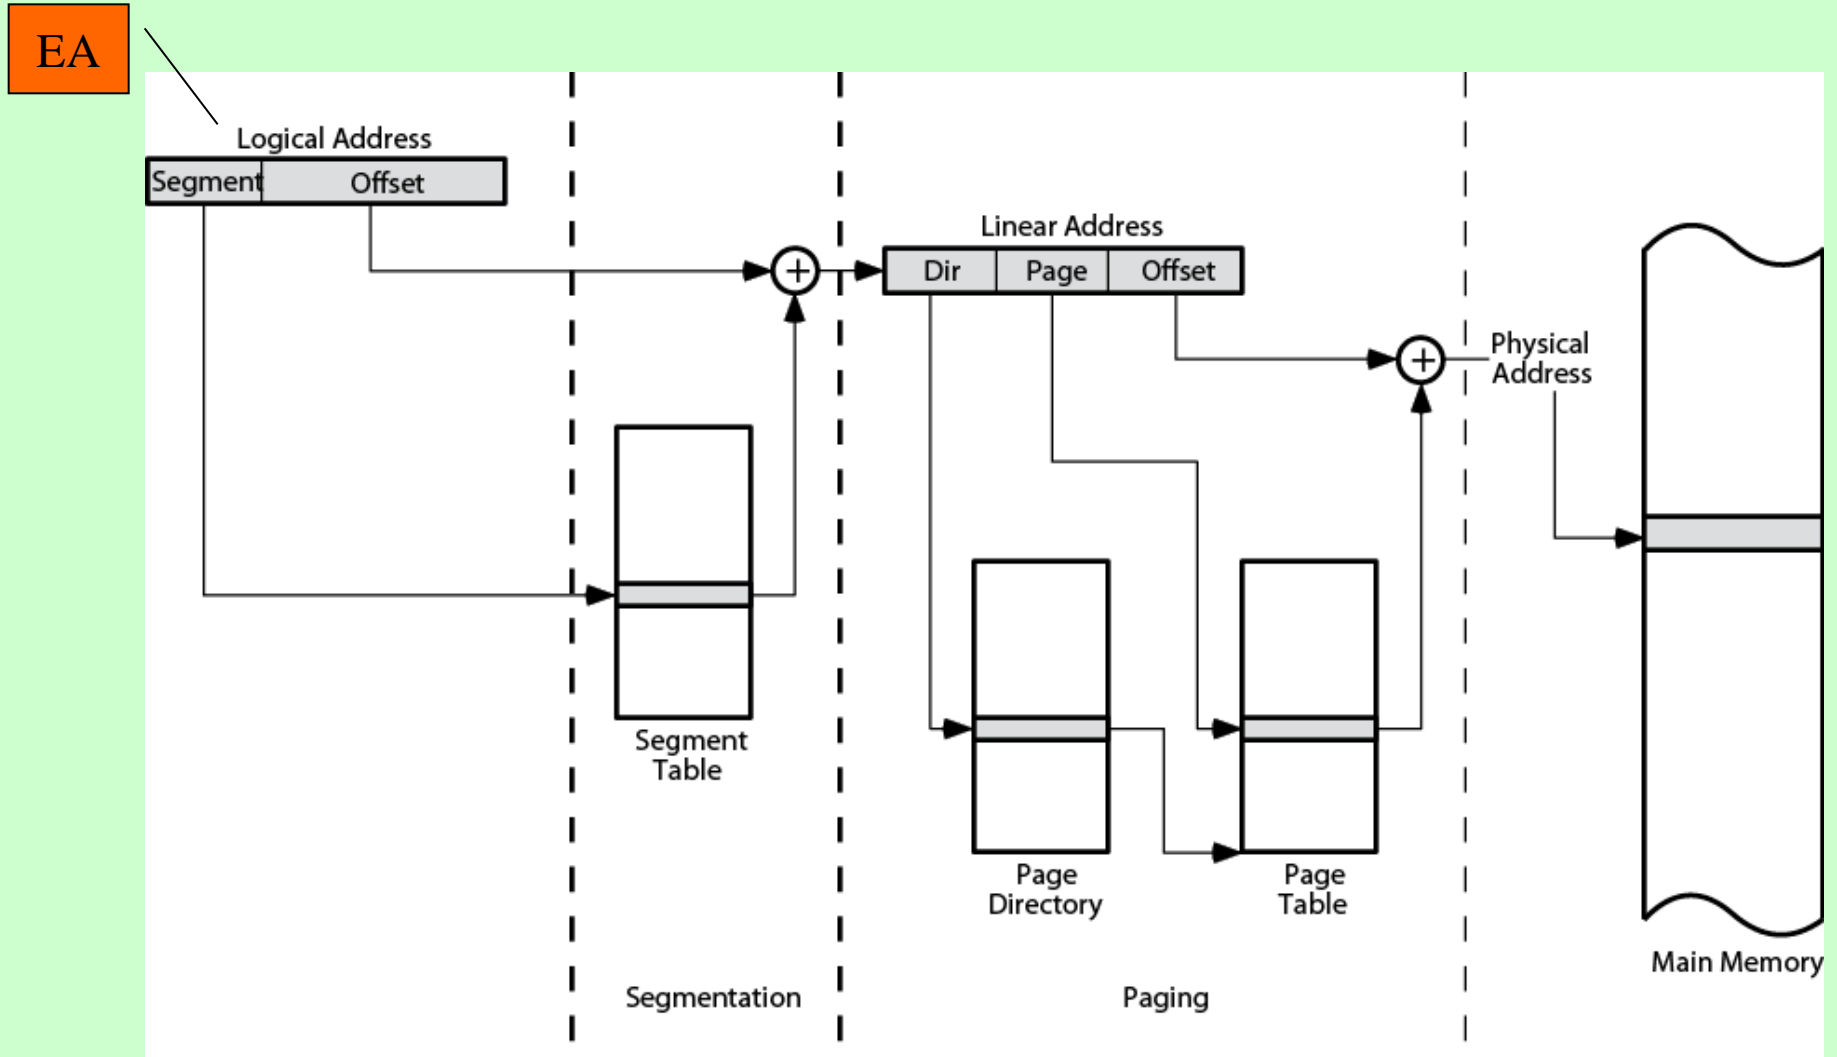 EA
Logical Address
Segment Offset
Linear Address
Dir Page Offset
Physical
Address
Segment
Table
Page
Directory
Page
Table
Main Memory
Segmentation
Paging